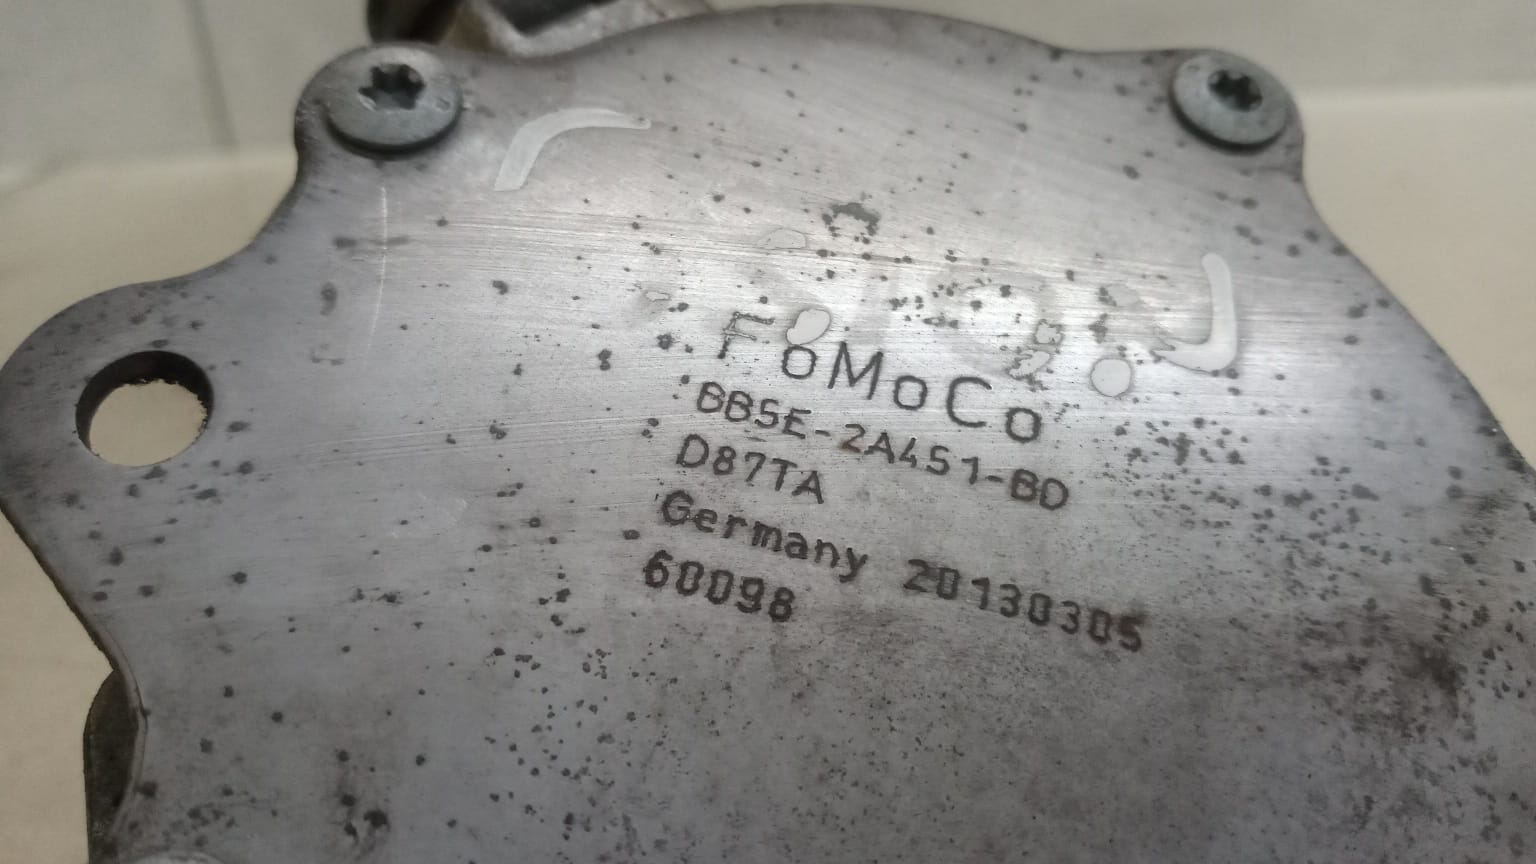 FoMoCo
BB5E-2A451-BD
D87TA
Germany 20130305
60098